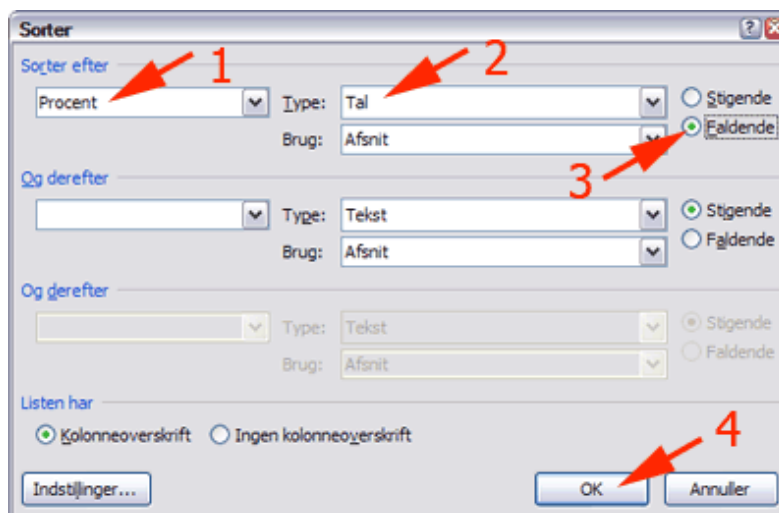 Sorter
Sorter efter 1 2
Procent Type: Tal Stigende
Brug: Afsnit Faldende
3
Og derefter
Type: Tekst Stigende
Brug: Afsnit Faldende
Og derefter
Type: Tekst Stigende
Brug: Afsnit Faldende
Listen har
Kolonneoverskrift Ingen kolonneoverskrift 4
Indstillinger... OK Annuller